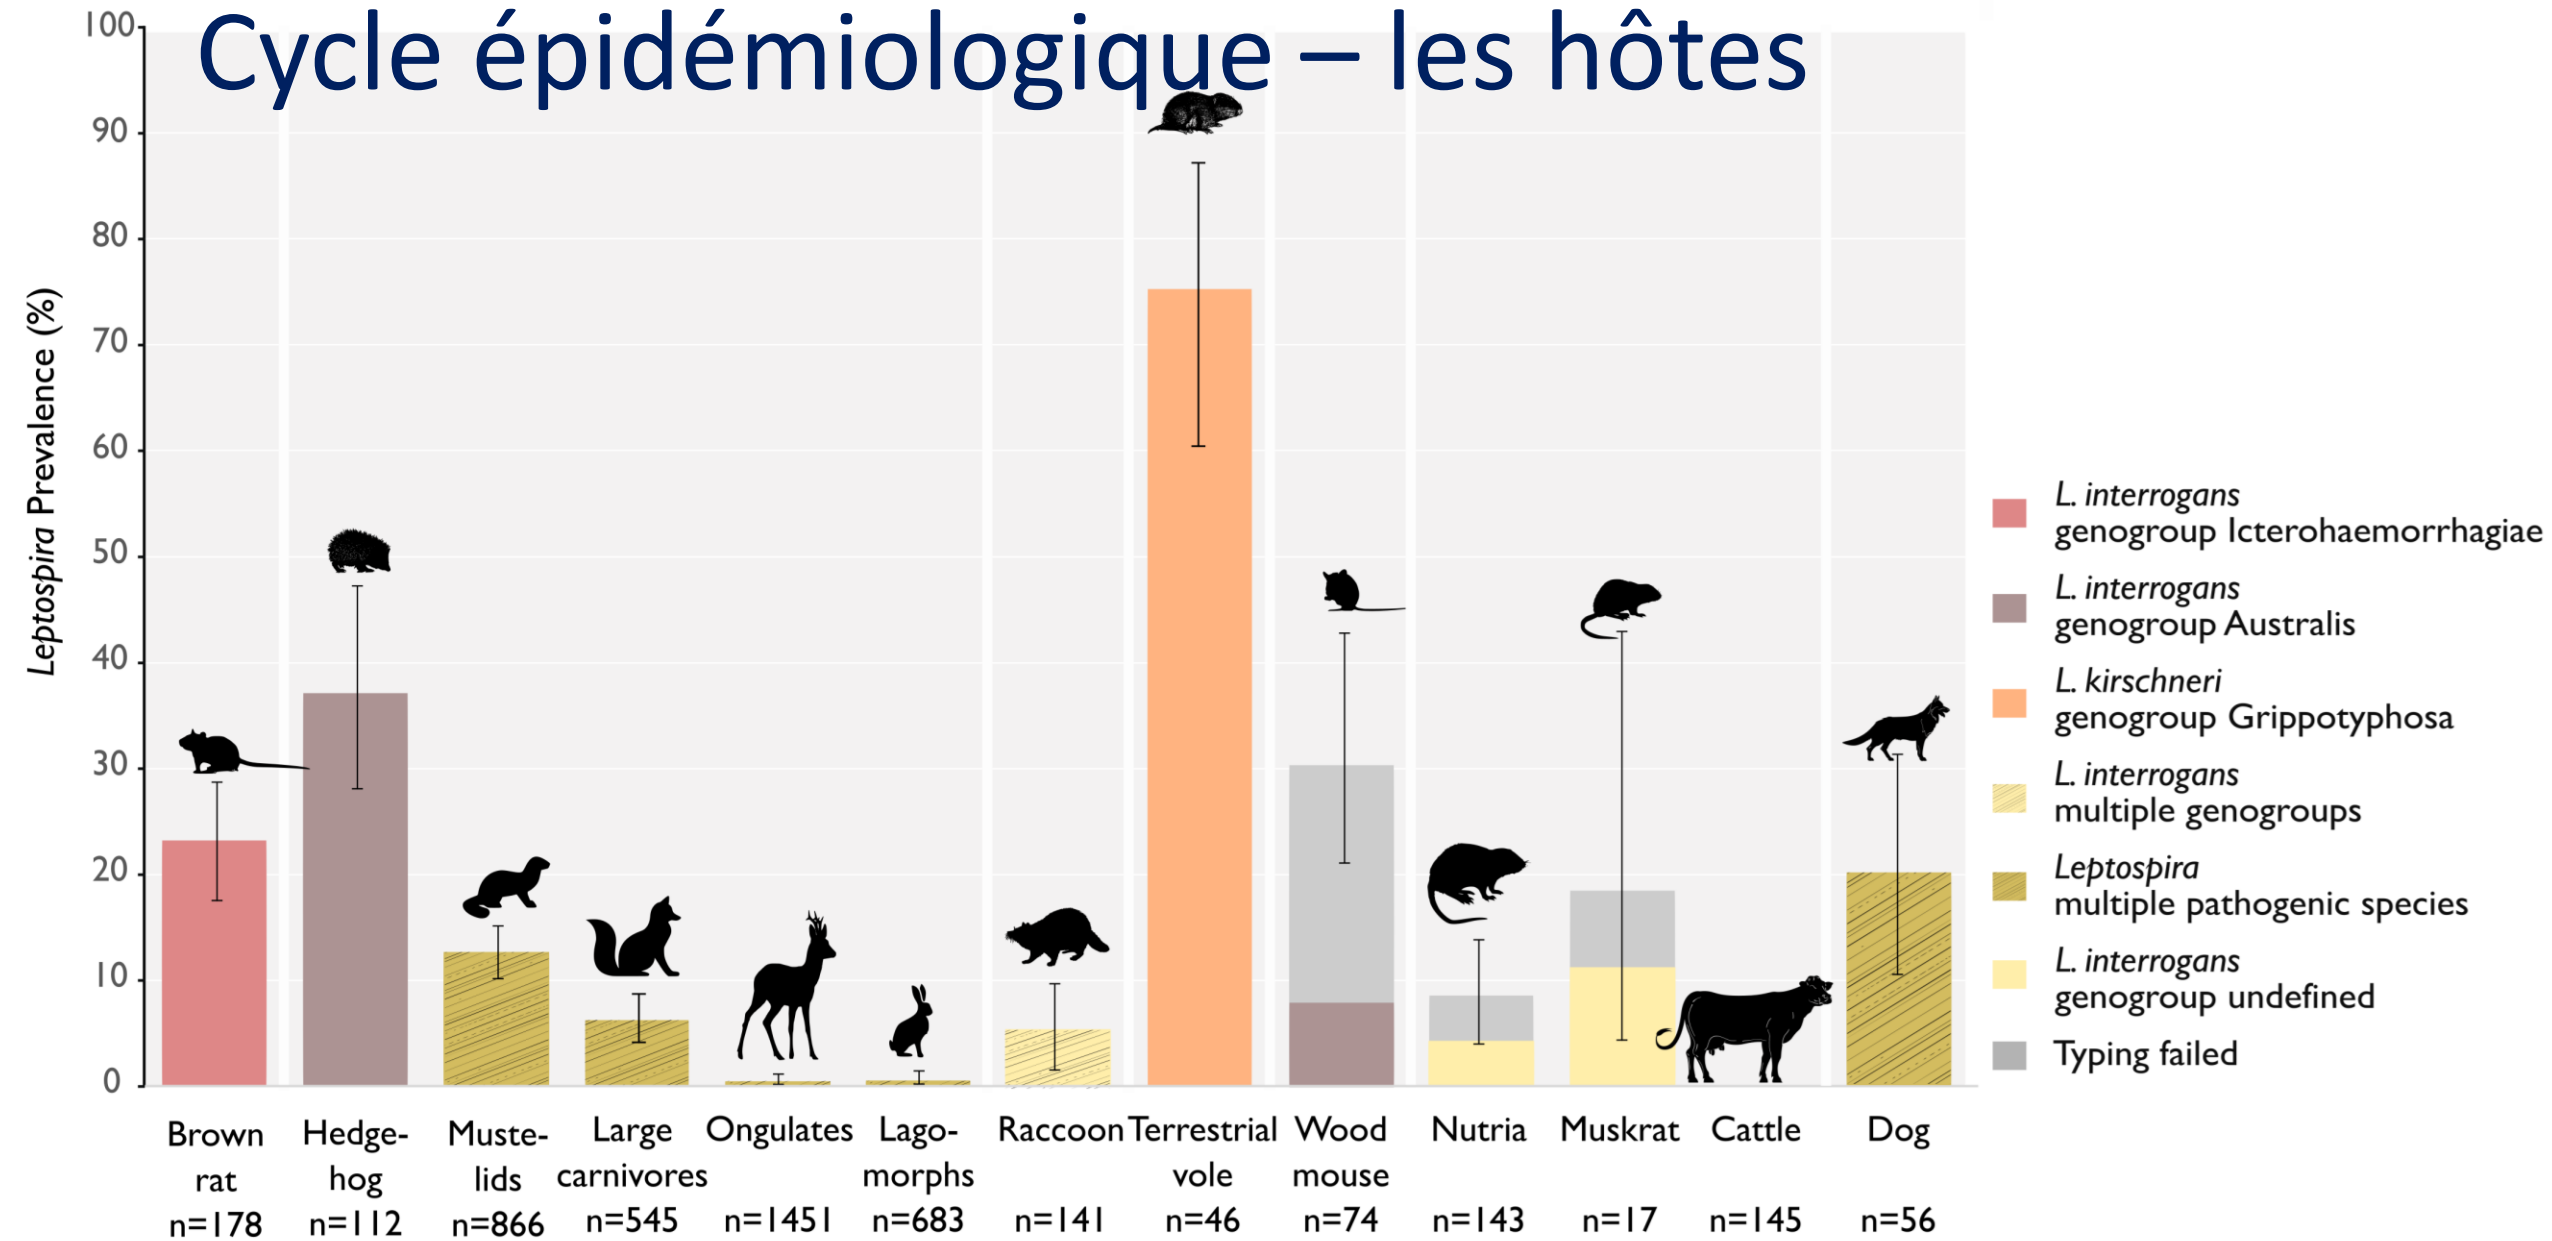 Cycle épidémiologique – les hôtes
Leptospira Prevalence (%)
100
90
80
70
60
50
40
30
20
10
0
Brown
rat
n=178
Hedge-
hog
n=112
Muste-
lids
n=866
Large
carnivores
n=545
Ongulates
n=1451
Lago-
morphs
n=683
Raccoon
n=141
Terrestrial
vole
n=46
Wood
mouse
n=74
Nutria
n=143
Muskrat
n=17
Cattle
n=145
Dog
n=56
L. interrogans
genogroup Icterohaemorrhagiae
L. interrogans
genogroup Australis
L. kirschneri
genogroup Grippotyphosa
L. interrogans
multiple genogroups
Leptospira
multiple pathogenic species
L. interrogans
genogroup undefined
Typing failed